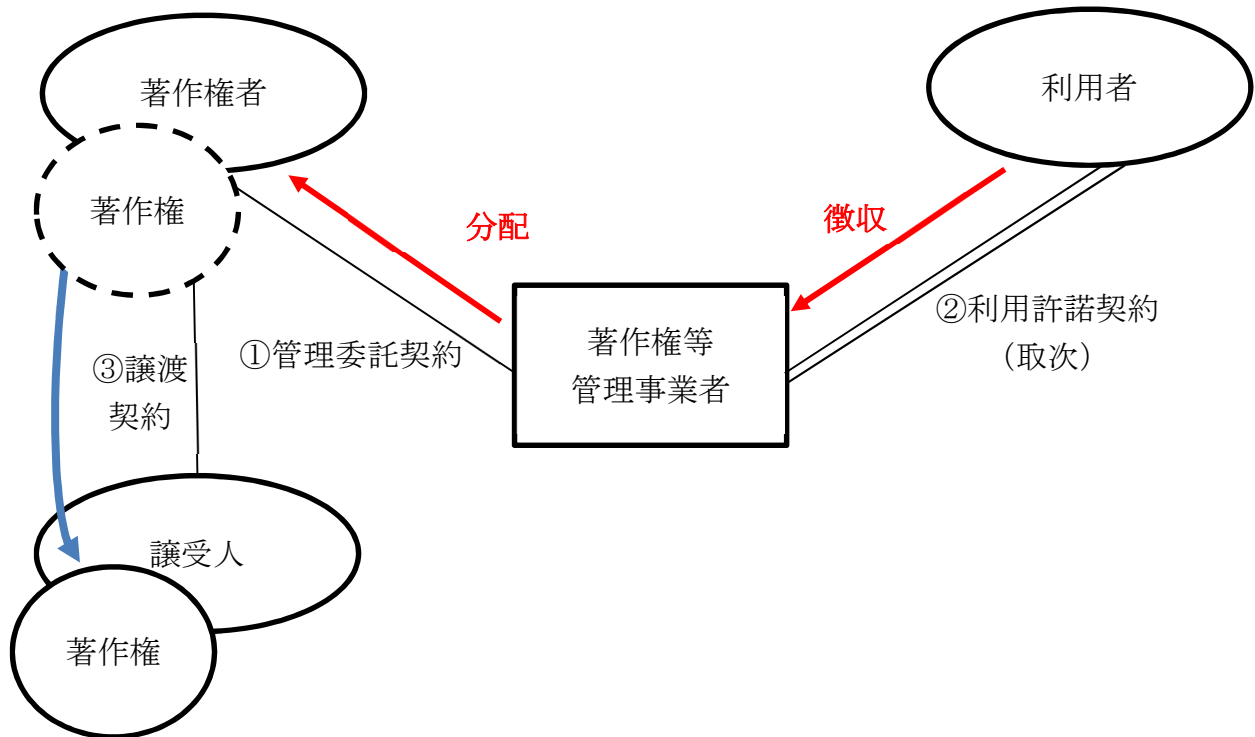 著作権者
利用者
著作権
分配
徴収
②利用許諾契約
（取次）
著作権等
管理事業者
①管理委託契約
③譲渡
契約
譲受人
著作権